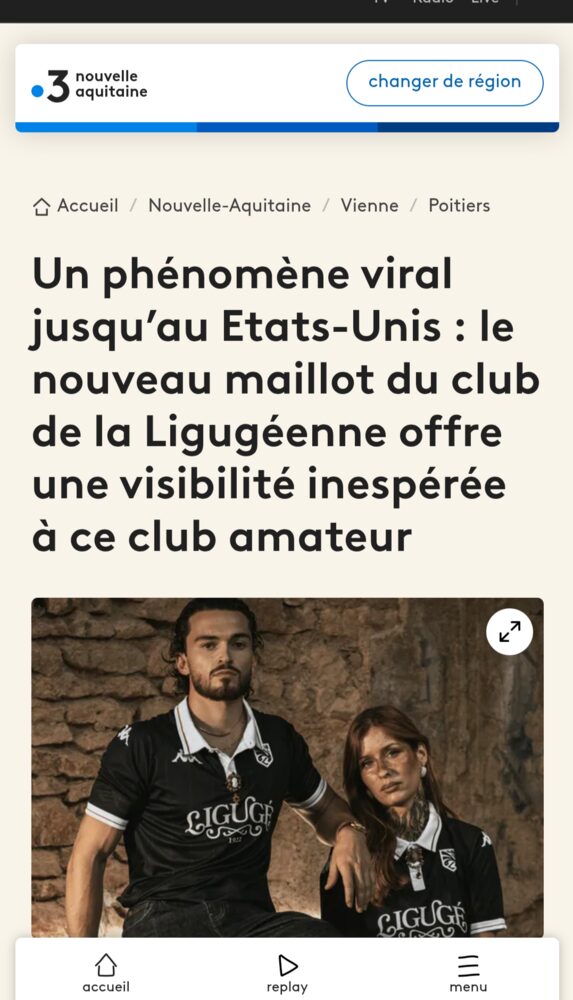 3 nouvelle
aquitaine
changer de région
Accueil / Nouvelle-Aquitaine / Vienne / Poitiers
Un phénomène viral
jusqu’au Etats-Unis : le
nouveau maillot du club
de la Ligugéenne offre
une visibilité inespérée
à ce club amateur
LIGUGÉ
LIGUGÉ
accueil
replay
menu